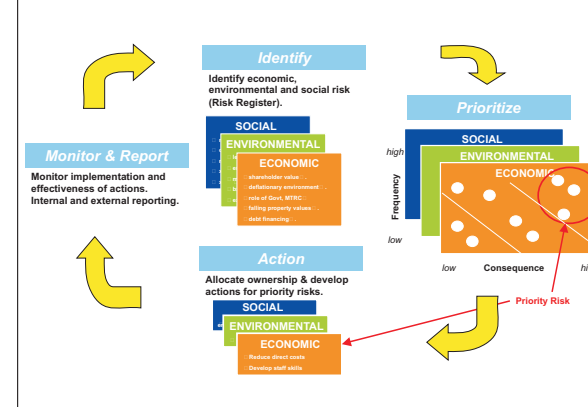 Identify
Identify economic,
environmental and social risk
(Risk Register).
SOCIAL
ENVIRONMENTAL
ECONOMIC
shareholder value
deflationary environment
role of Govt, MTRC
falling property values
debt financing
Prioritize
SOCIAL
ENVIRONMENTAL
ECONOMIC
high
Frequency
low
low Consequence
Priority Risk
Monitor & Report
Monitor implementation and
effectiveness of actions.
Internal and external reporting.
Action
Allocate ownership & develop
actions for priority risks.
SOCIAL
ENVIRONMENTAL
ECONOMIC
Reduce direct costs
Develop staff skills